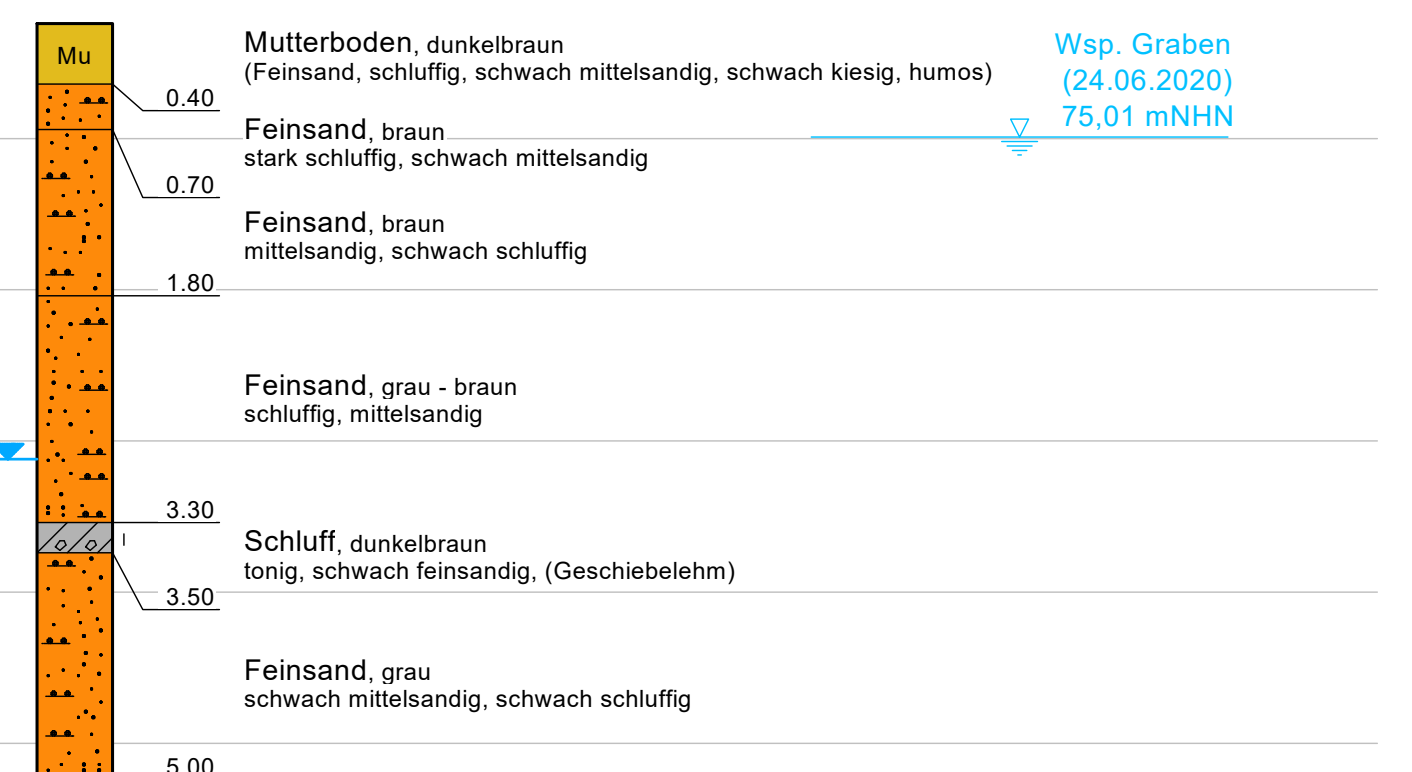 Mu
Mutterboden, dunkelbraun
(Feinsand, schluffig, schwach mittelsandig, schwach kiesig, humos)
0.40
Feinsand, braun
stark schluffig, schwach mittelsandig
0.70
Feinsand, braun
mittelsandig, schwach schluffig
1.80
Feinsand, grau - braun
schluffig, mittelsandig
3.30
Schluff, dunkelbraun
tonig, schwach feinsandig, (Geschiebelehm)
3.50
Feinsand, grau
schwach mittelsandig, schwach schluffig
5.00
Wsp. Graben
(24.06.2020)
75,01 mNHN